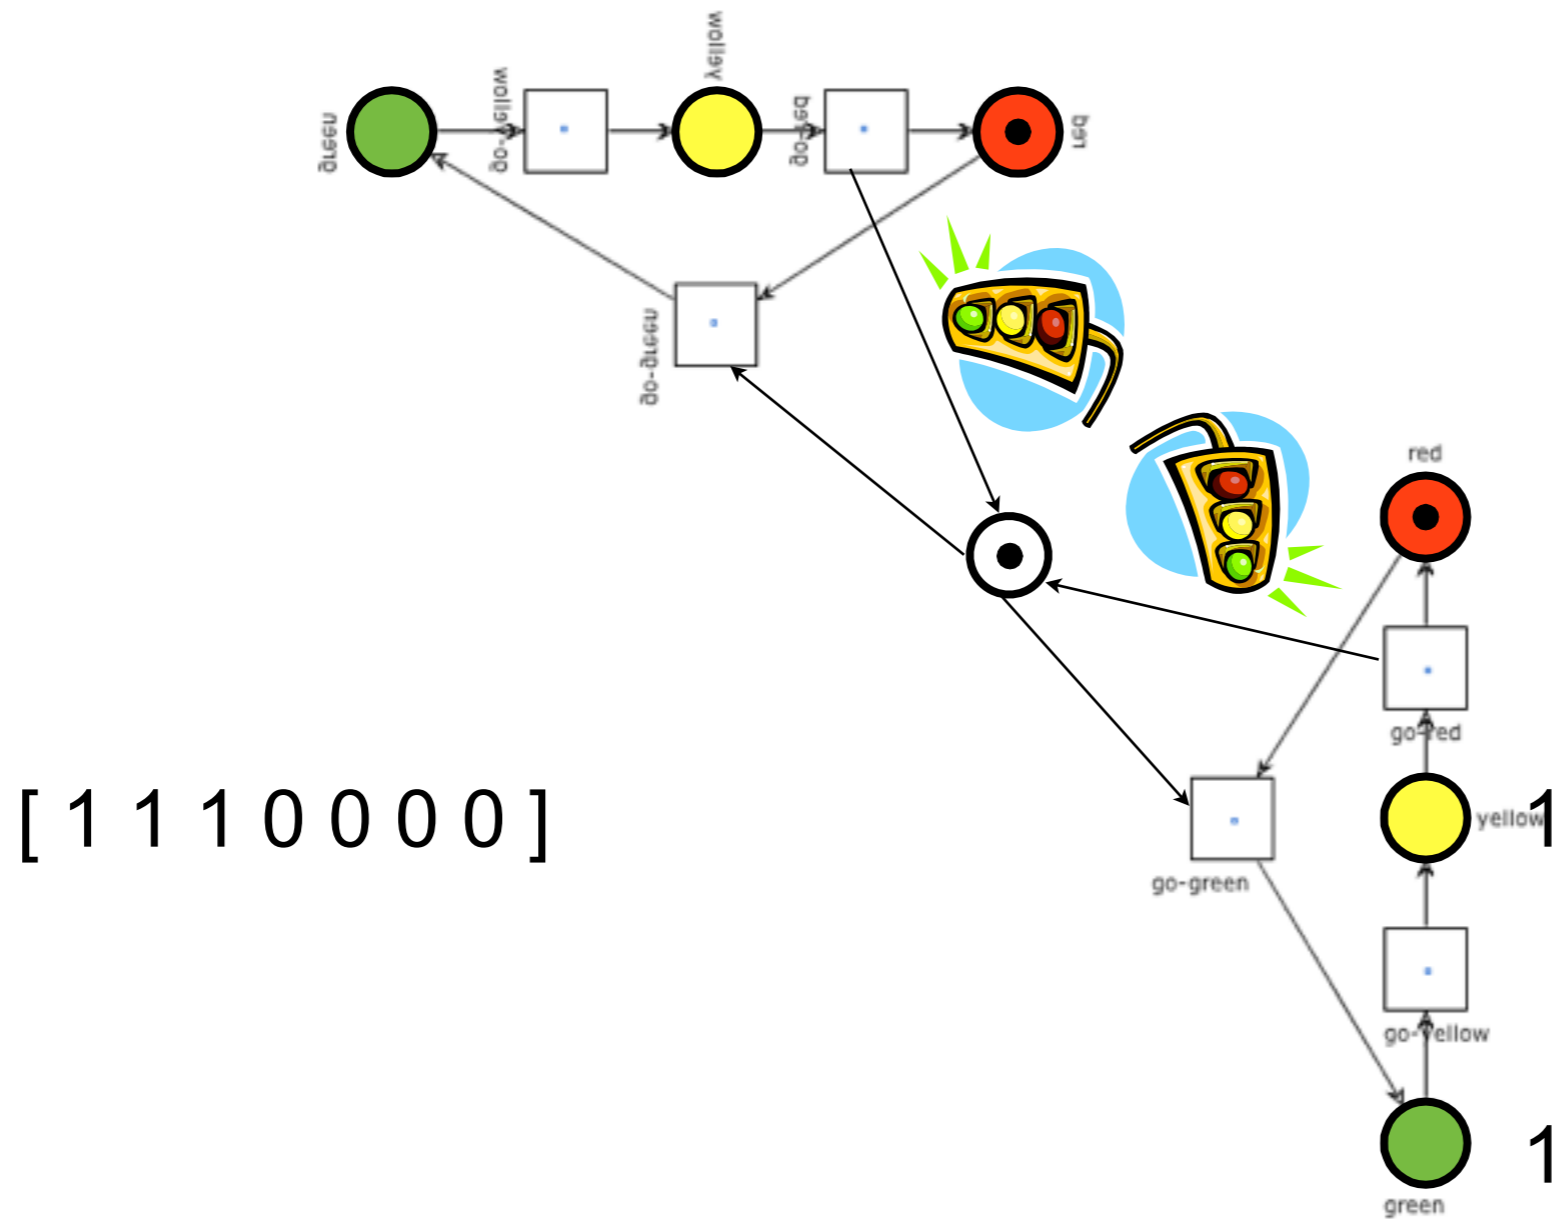 yellow
green
go-yellow
go-red
red
go-green
red
go-red
[ 1 1 1 0 0 0 0 ]
yellow
1
go-green
go-yellow
1
green